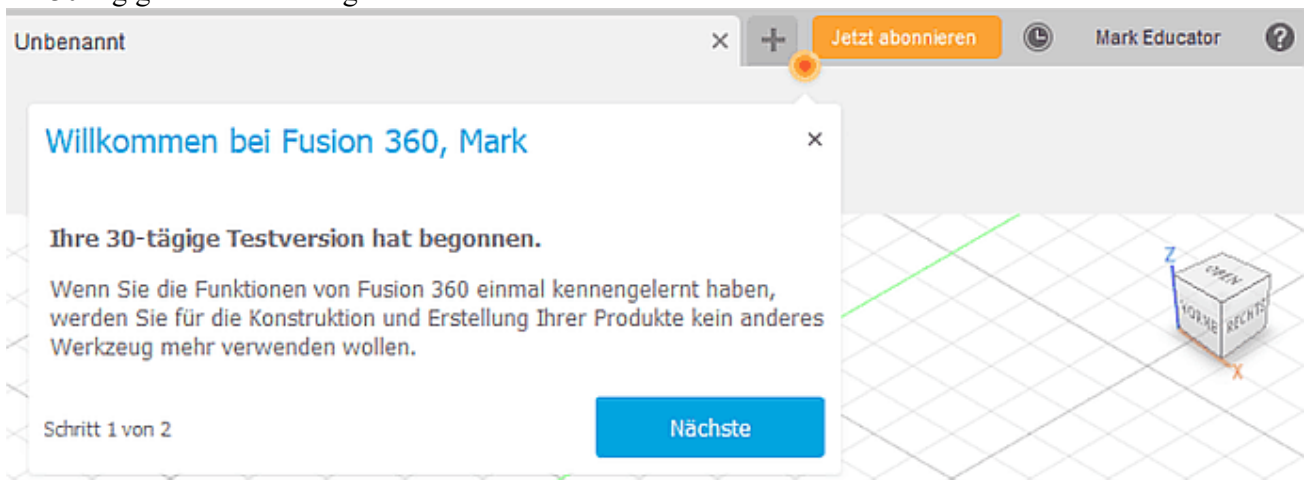 Unbenannt
Jetzt abonnieren
Mark Educator
Willkommen bei Fusion 360, Mark
Ihre 30-tägige Testversion hat begonnen.
Wenn Sie die Funktionen von Fusion 360 einmal kennengelernt haben,
werden Sie für die Konstruktion und Erstellung Ihrer Produkte kein anderes
Werkzeug mehr verwenden wollen.
Schritt 1 von 2
Nächste
Z
OBEN
VORNE
RECHTS
X